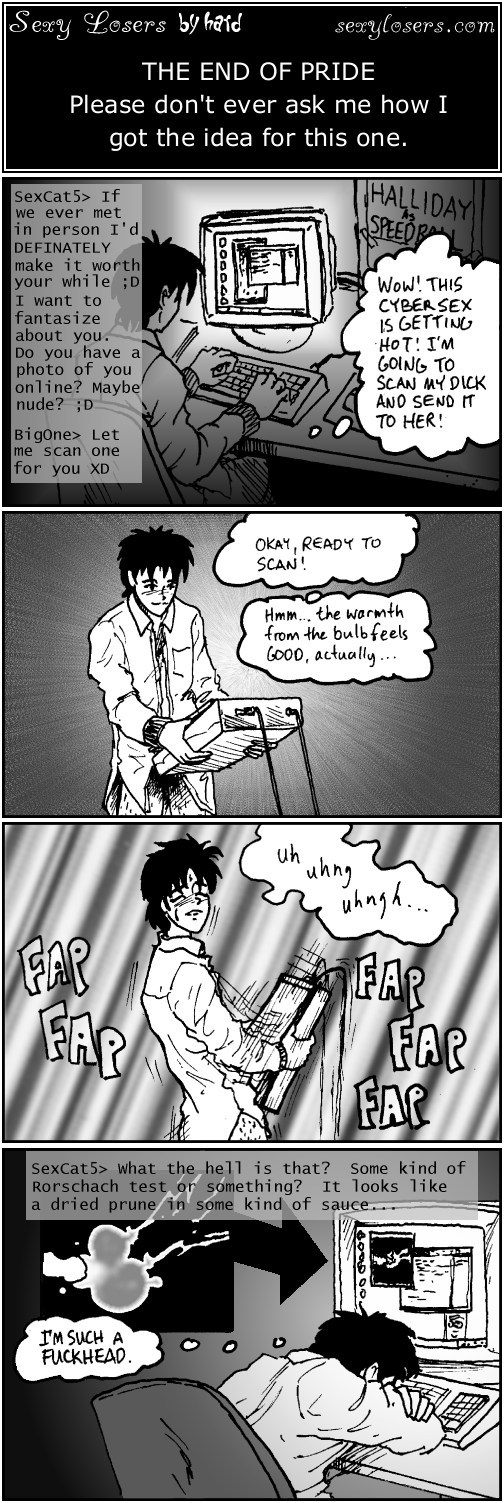 Sexy Losers by hard
sexylosers.com
THE END OF PRIDE
Please don't ever ask me how I
got the idea for this one.
SexCat5> If
we ever met
in person I'd
DEFINATELY
make it worth
your while ;D
I want to
fantasize
about you.
Do you have a
photo of you
online? Maybe
nude? ;D
BigOne> Let
me scan one
for you XD
HALLIDAY
AS
SPEEDBALL
WOW! THIS
CYBERSEX
IS GETTING
HOT! I'M
GOING TO
SCAN MY DICK
AND SEND IT
TO HER!
OKAY, READY TO
SCAN!
Hmm... the warmth
from the bulb feels
GOOD, actually...
uh
uhng
uhngh...
FAP
FAP
FAP
FAP
FAP
SexCat5> What the hell is that?  Some kind of
Rorschach test or something?  It looks like
a dried prune in some kind of sauce...
I'M SUCH A
FUCKHEAD.